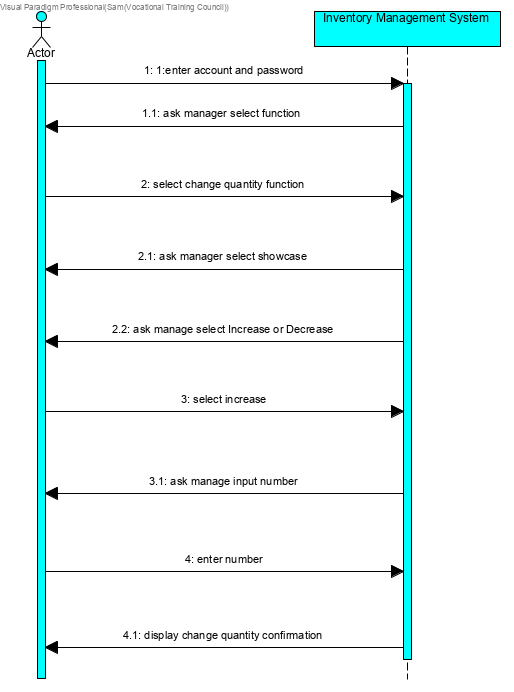 Visual Paradigm Professional(Sam(Vocational Training Council))
Inventory Management System
Actor
1: 1:enter account and password
1.1: ask manager select function
2: select change quantity function
2.1: ask manager select showcase
2.2: ask manage select Increase or Decrease
3: select increase
3.1: ask manage input number
4: enter number
4.1: display change quantity confirmation